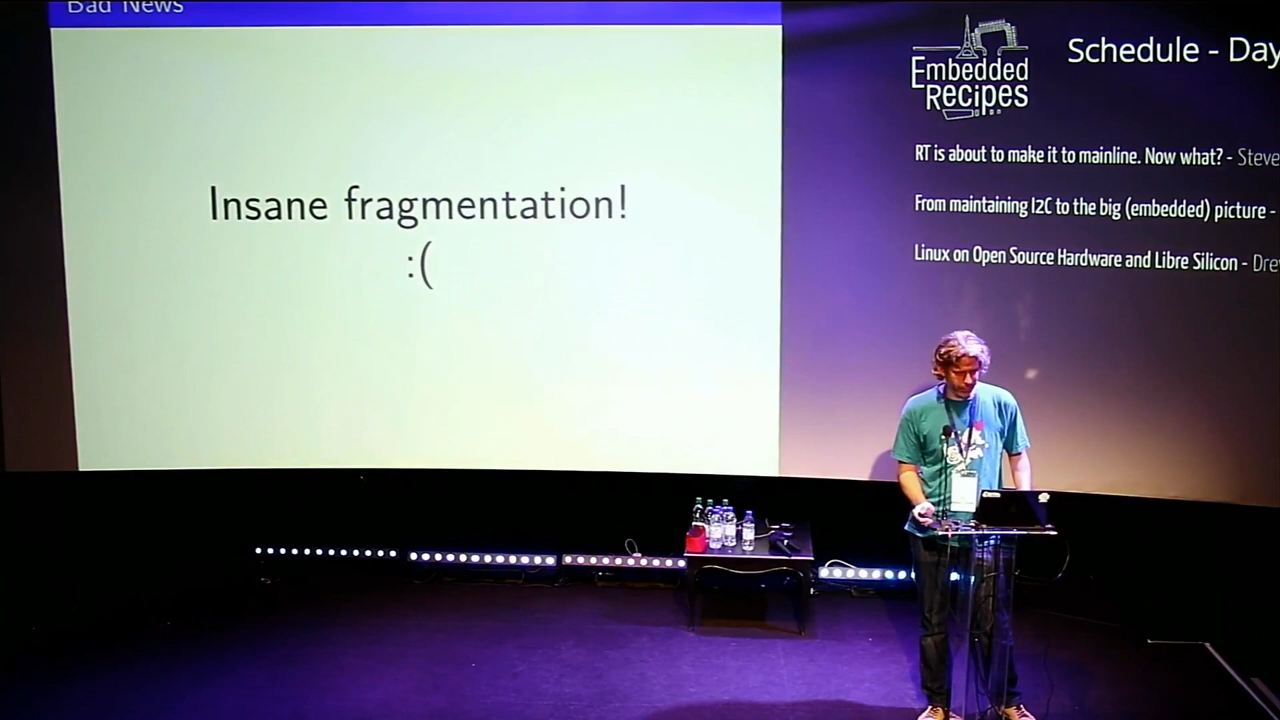 Bad News
Insane fragmentation!
:(
Embedded
Recipes
Schedule - Day
RT is about to make it to mainline. Now what? - Steve
From maintaining I2C to the big (embedded) picture -
Linux on Open Source Hardware and Libre Silicon - Dre